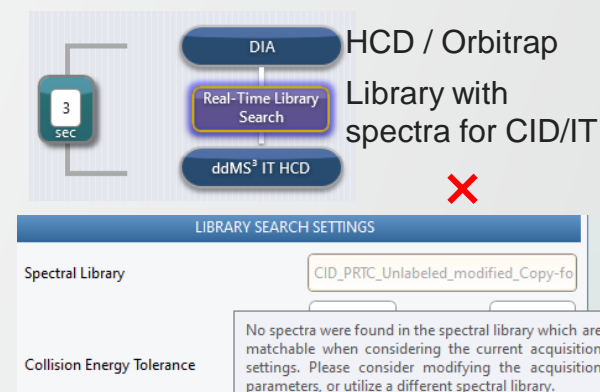 DIA
HCD / Orbitrap
3
sec
Real-Time Library
Search
Library with
spectra for CID/IT
ddMS³ IT HCD
LIBRARY SEARCH SETTINGS
Spectral Library
CID_PRTC_Unlabeled_modified_Copy-fo
Collision Energy Tolerance
No spectra were found in the spectral library which are
matchable when considering the current acquisition
settings. Please consider modifying the acquisition
parameters, or utilize a different spectral library.